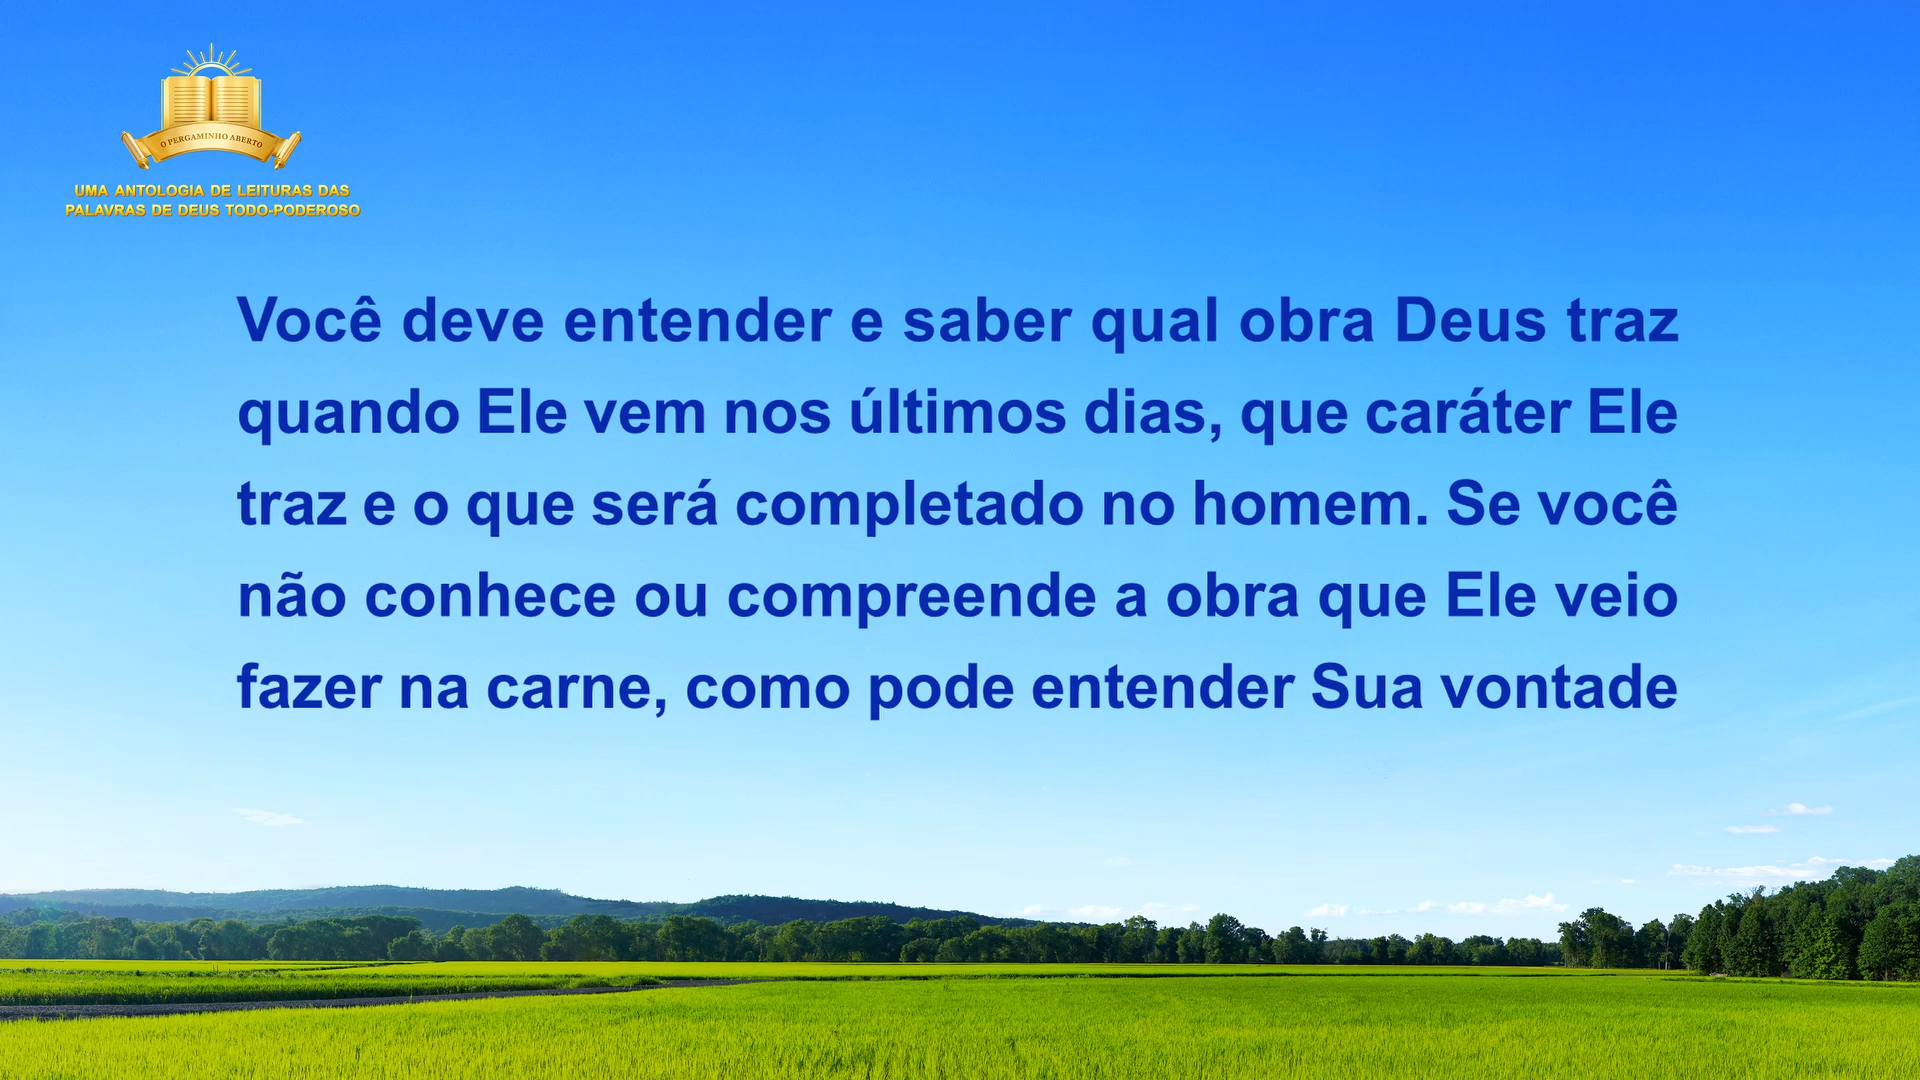 O PERGAMINHO ABERTO
UMA ANTOLOGIA DE LEITURAS DAS
PALAVRAS DE DEUS TODO-PODEROSO
Você deve entender e saber qual obra Deus traz
quando Ele vem nos últimos dias, que caráter Ele
traz e o que será completado no homem. Se você
não conhece ou compreende a obra que Ele veio
fazer na carne, como pode entender Sua vontade